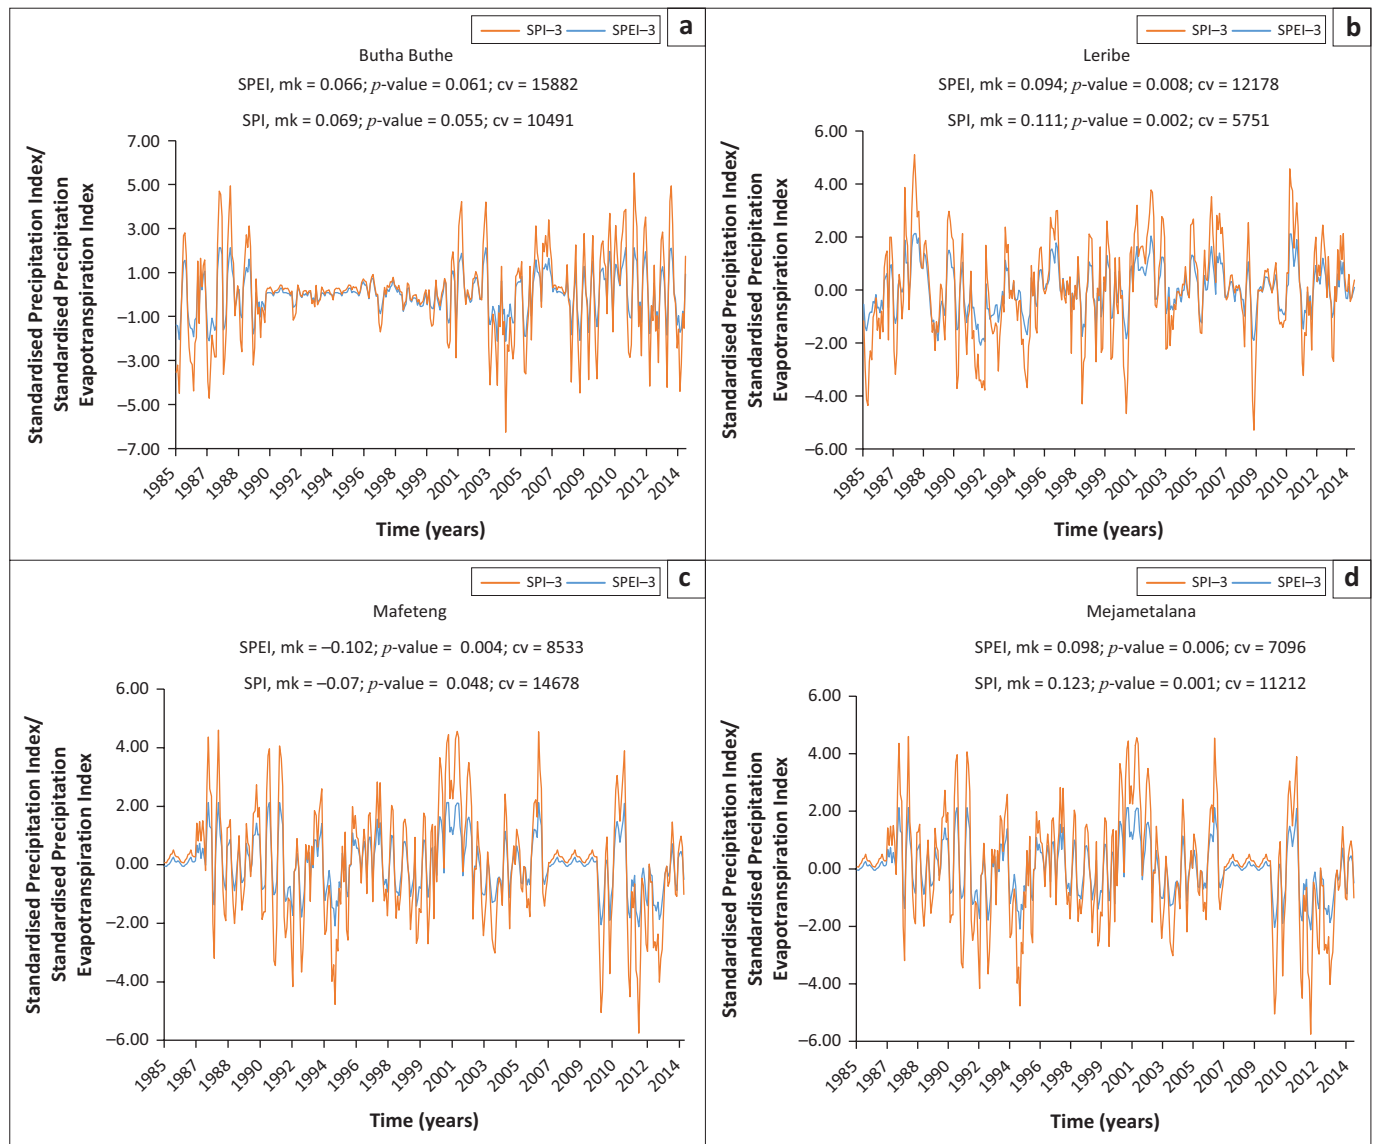 SPI–3 SPEI–3 a
Butha Buthe
SPEI, mk = 0.066; p-value = 0.061; cv = 15882
SPI, mk = 0.069; p-value = 0.055; cv = 10491
Standardised Precipitation Index/
Standardised Precipitation
Evapotranspiration Index
7.00
5.00
3.00
1.00
–1.00
–3.00
–5.00
–7.00
1985 1987 1988 1990 1992 1994 1996 1998 1999 2001 2003 2005 2007 2009 2010 2012 2014
Time (years)
SPI–3 SPEI–3 b
Leribe
SPEI, mk = 0.094; p-value = 0.008; cv = 12178
SPI, mk = 0.111; p-value = 0.002; cv = 5751
Standardised Precipitation Index/
Standardised Precipitation
Evapotranspiration Index
6.00
4.00
2.00
0.00
–2.00
–4.00
–6.00
1985 1987 1988 1990 1992 1994 1996 1998 1999 2001 2003 2005 2007 2009 2010 2012 2014
Time (years)
SPI–3 SPEI–3 c
Mafeteng
SPEI, mk = –0.102; p-value = 0.004; cv = 8533
SPI, mk = –0.07; p-value = 0.048; cv = 14678
Standardised Precipitation Index/
Standardised Precipitation
Evapotranspiration Index
6.00
4.00
2.00
0.00
–2.00
–4.00
–6.00
1985 1987 1988 1990 1992 1994 1996 1998 1999 2001 2003 2005 2007 2009 2010 2012 2014
Time (years)
SPI–3 SPEI–3 d
Mejametalana
SPEI, mk = 0.098; p-value = 0.006; cv = 7096
SPI, mk = 0.123; p-value = 0.001; cv = 11212
Standardised Precipitation Index/
Standardised Precipitation
Evapotranspiration Index
6.00
4.00
2.00
0.00
–2.00
–4.00
–6.00
1985 1987 1988 1990 1992 1994 1996 1998 1999 2001 2003 2005 2007 2009 2010 2012 2014
Time (years)